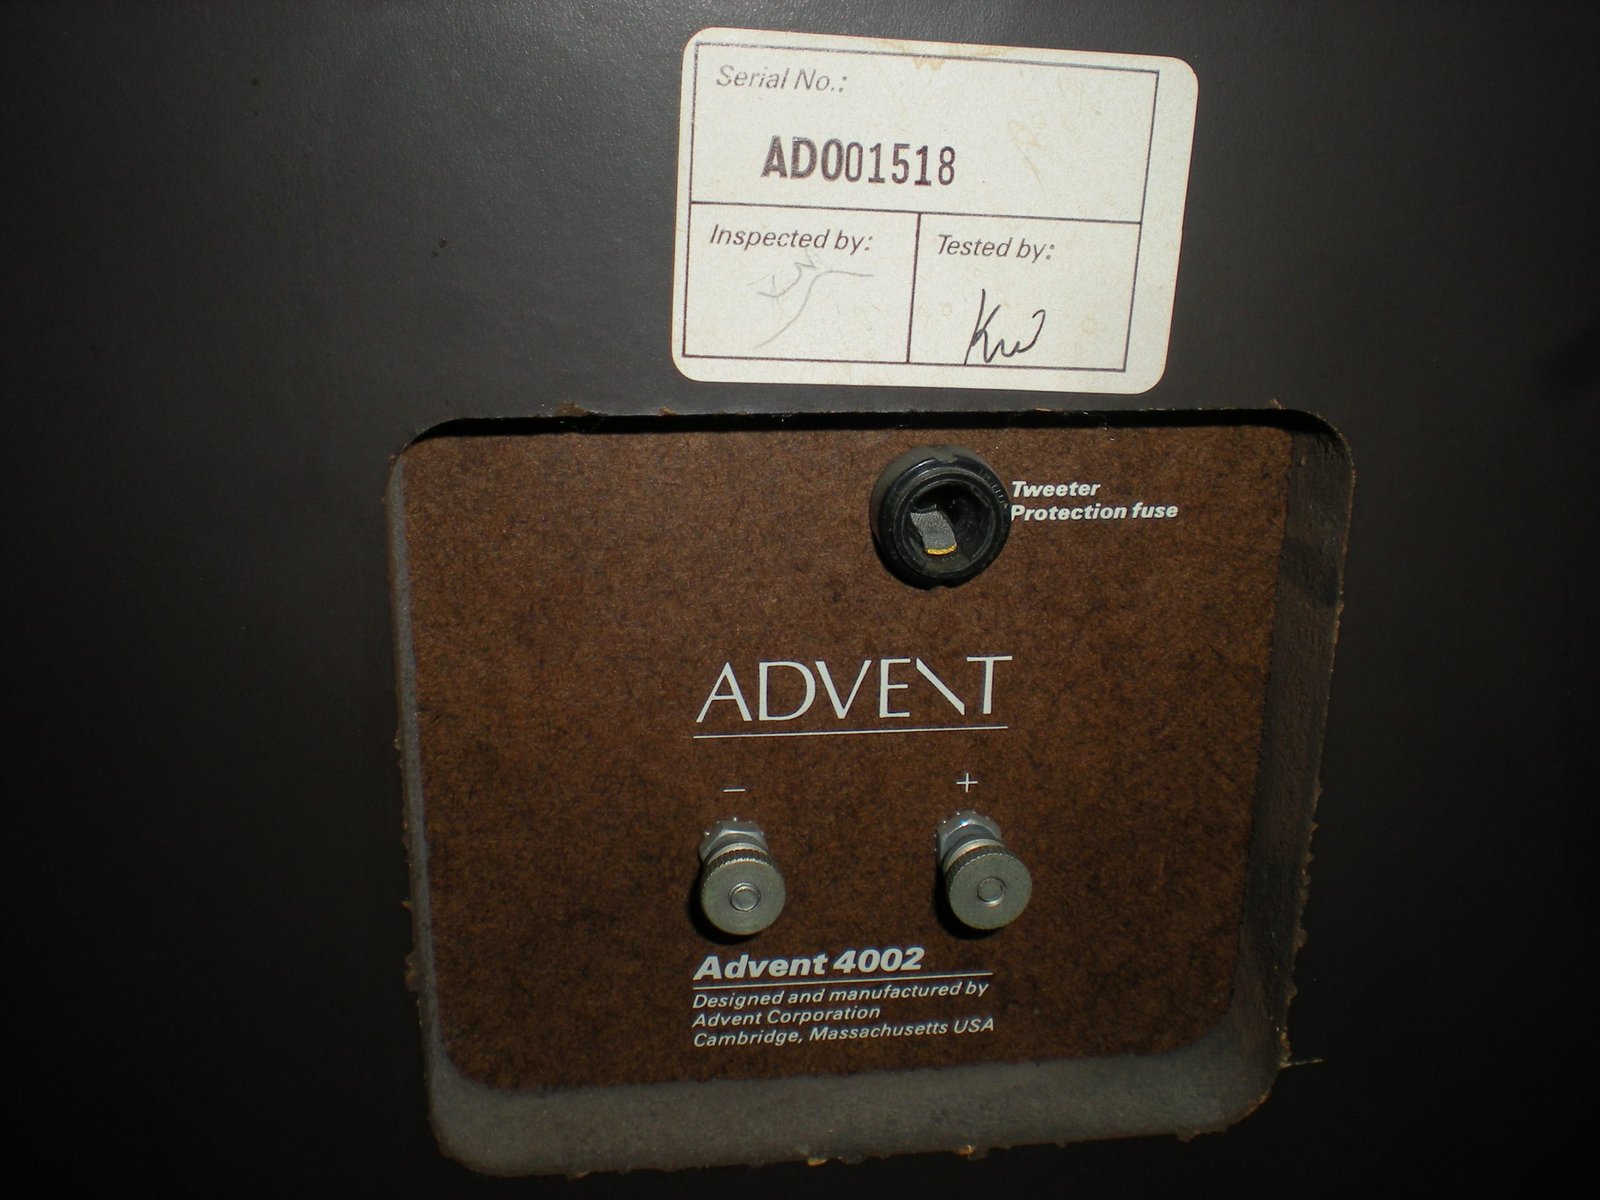 Serial No.:
AD001518
Inspected by:
Tested by:
KW
Tweeter
Protection fuse
ADVENT
− +
Advent 4002
Designed and manufactured by
Advent Corporation
Cambridge, Massachusetts USA